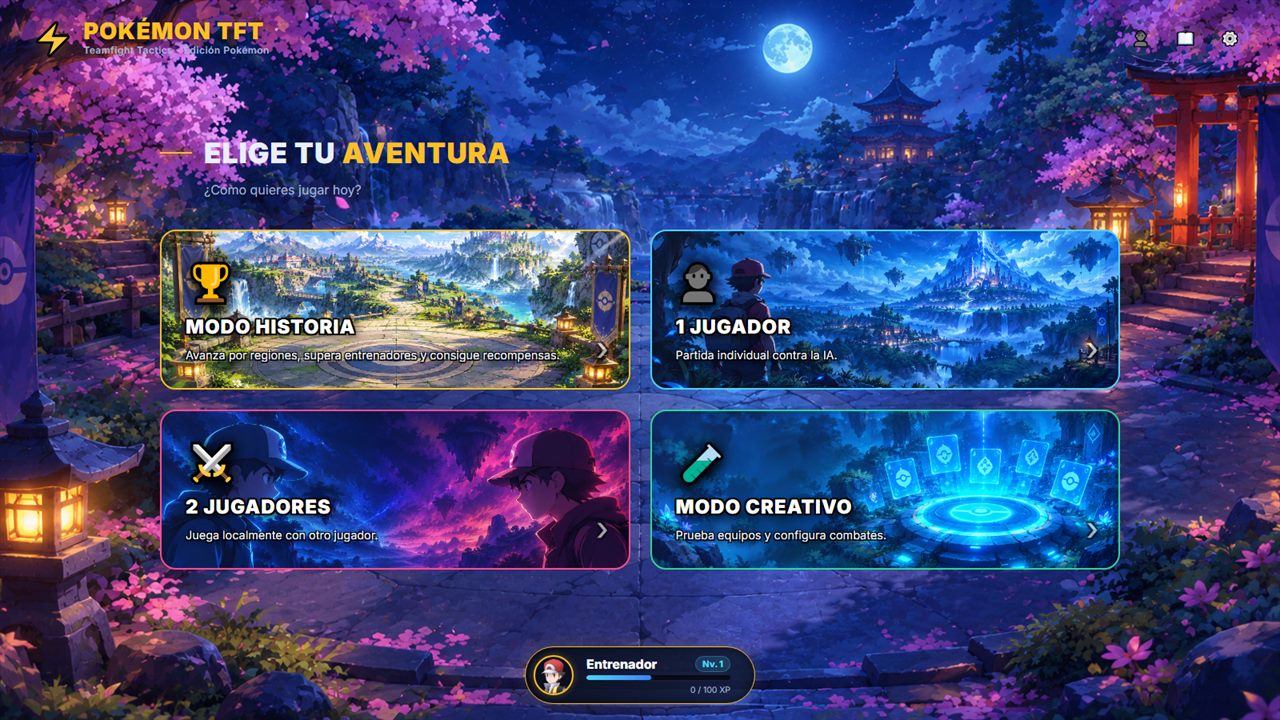 POKÉMON TFT
Teamfight Tactics · Edición Pokémon
ELIGE TU AVENTURA
¿Cómo quieres jugar hoy?
MODO HISTORIA
Avanza por regiones, supera entrenadores y consigue recompensas.
1 JUGADOR
Partida individual contra la IA.
2 JUGADORES
Juega localmente con otro jugador.
MODO CREATIVO
Prueba equipos y configura combates.
Entrenador
Nv. 1
0 / 100 XP